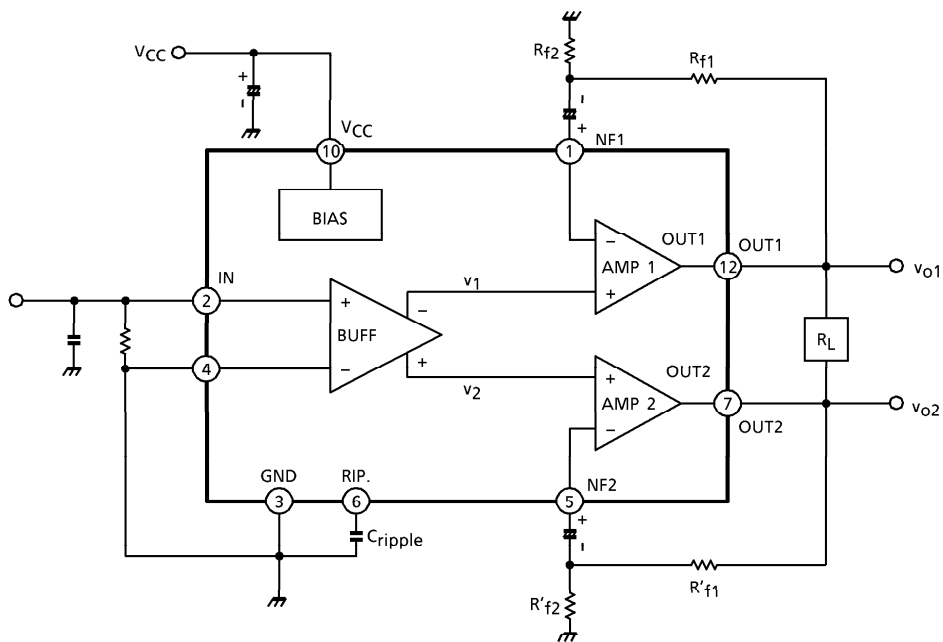 Rf2
Rf1
VCC
+
−
VCC
−
+
10
1
NF1
BIAS
−
OUT1
OUT1
AMP 1
12
vo1
IN
+
v1
2
+
−
RL
BUFF
4
−
+
v2
+
OUT2
AMP 2
7
vo2
−
OUT2
GND
RIP.
NF2
3
6
5
Cripple
+
−
R'f2
R'f1